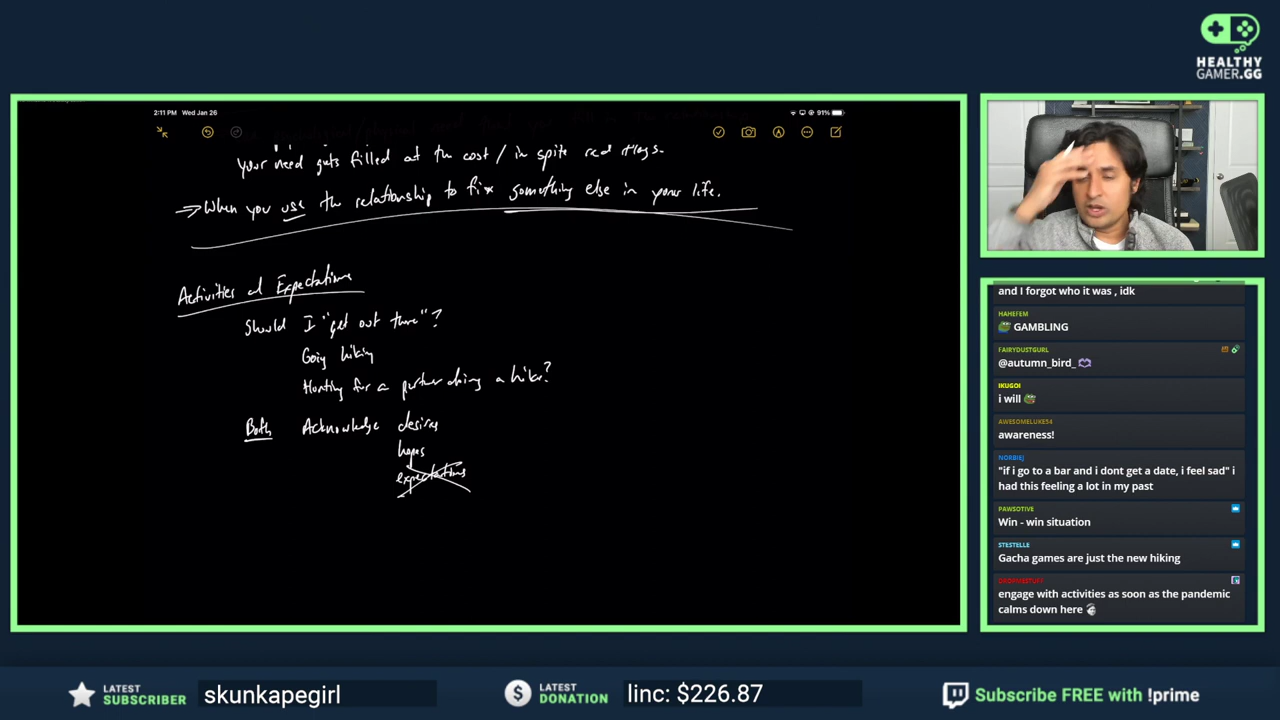 HEALTHY
GAMER.GG
2:11 PM Wed Jan 26
91%
your need gets filled at the cost / in spite red flags.
→ When you use the relationship to fix something else in your life.
Activities and Expectations
Should I "get out there"?
Going hiking
Hunting for a partner during a hike?
Both Acknowledge desires
hopes
expectations
and I forgot who it was , idk
HAHEFEM
GAMBLING
FAIRYDUSTGURL
@autumn_bird_
IKUGOI
i will
AWESOMELUKE54
awareness!
NORBIEJ
"if i go to a bar and i dont get a date, i feel sad" i
had this feeling a lot in my past
PAWSOTIVE
Win - win situation
STESTELLE
Gacha games are just the new hiking
engage with activities as soon as the pandemic
calms down here
LATEST
SUBSCRIBER
skunkapegirl
LATEST
DONATION
linc: $226.87
Subscribe FREE with !prime